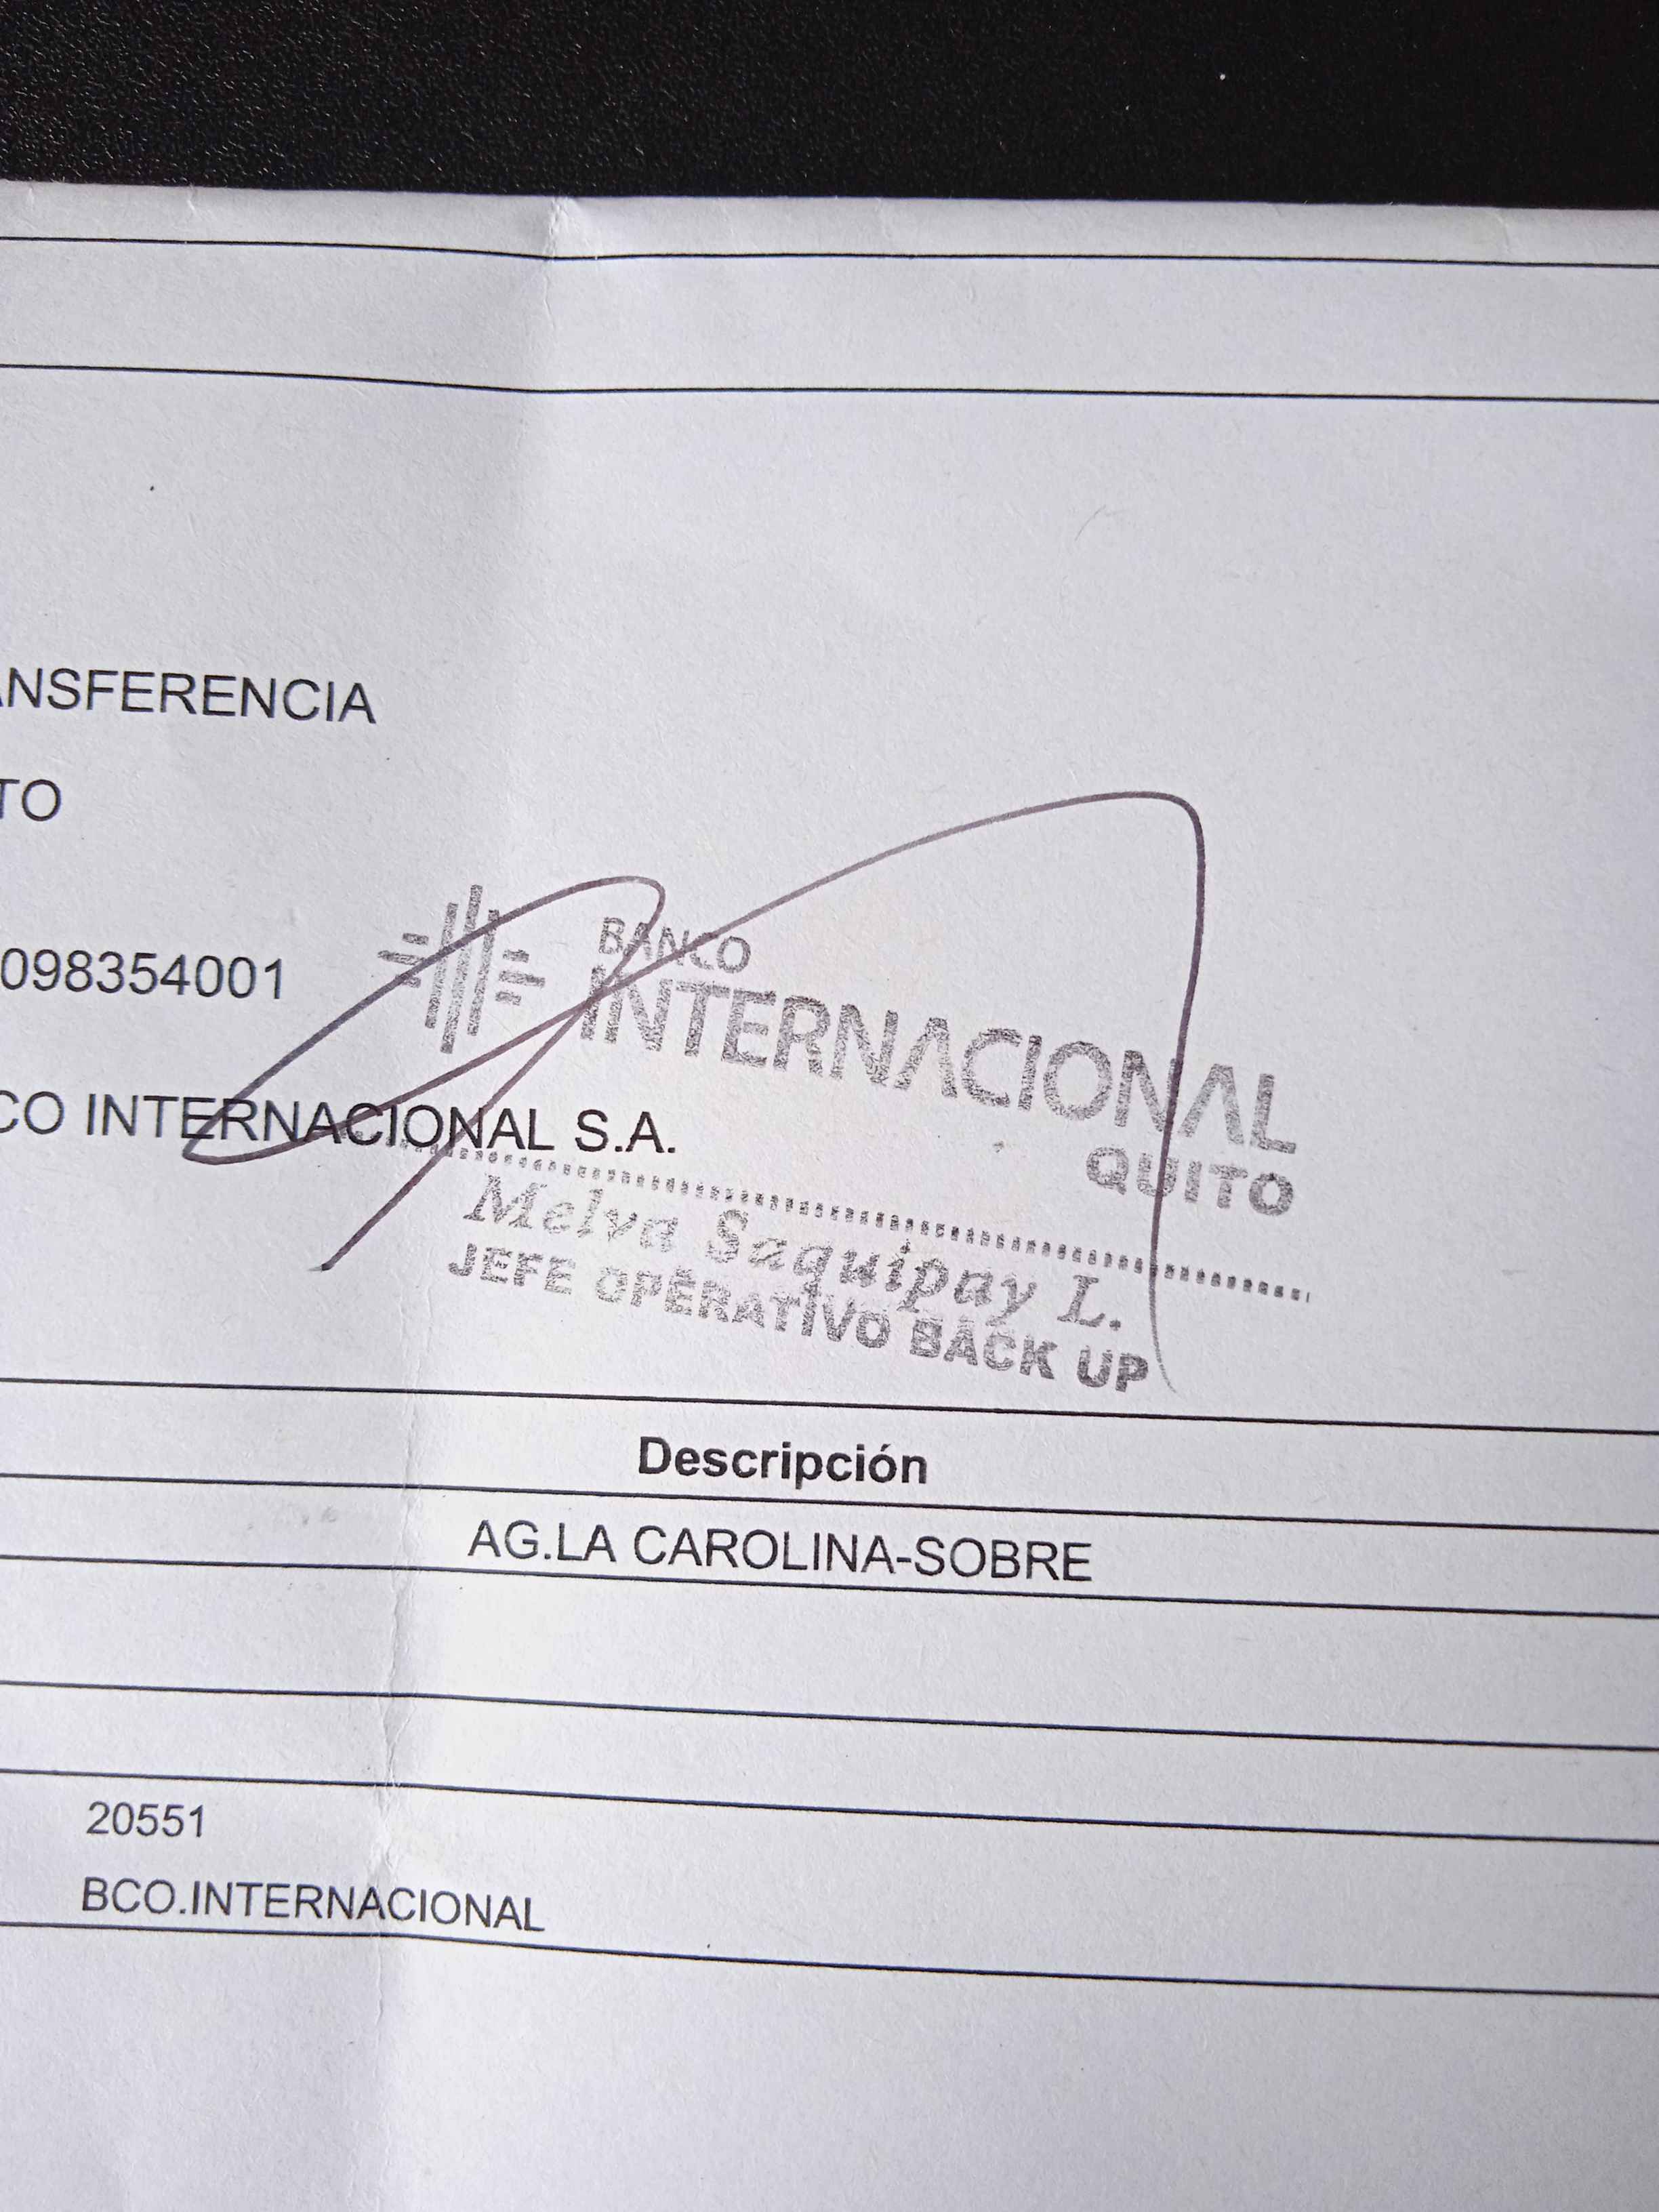 ANSFERENCIA
TO
098354001
BANCO
INTERNACIONAL
QUITO
CO INTERNACIONAL S.A.
Melva Saquipay L.
JEFE OPERATIVO BACK UP
Descripción
AG.LA CAROLINA-SOBRE
20551
BCO.INTERNACIONAL